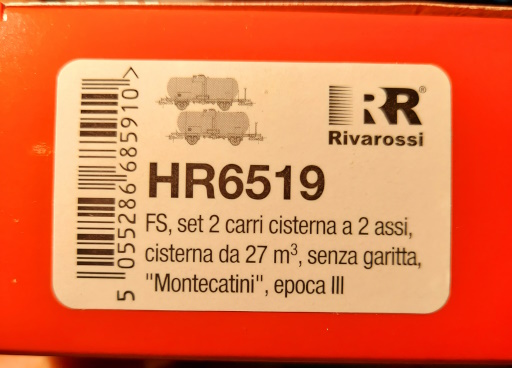 RR®
Rivarossi
HR6519
FS, set 2 carri cisterna a 2 assi,
cisterna da 27 m³, senza garitta,
"Montecatini", epoca III
5 055286 685910>